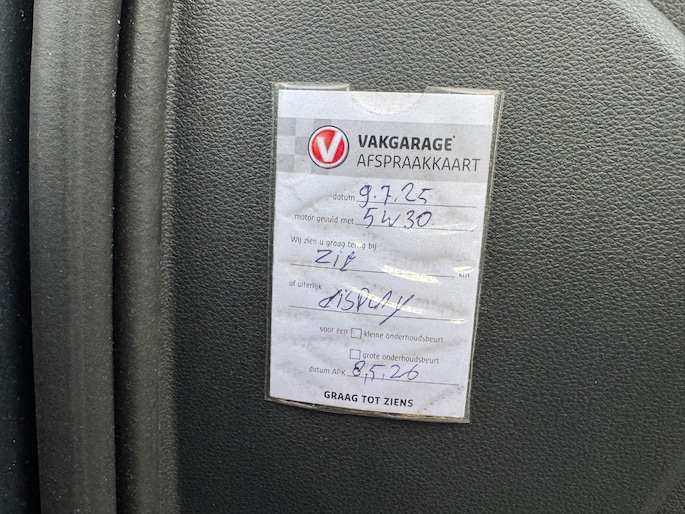 V VAKGARAGE®
AFSPRAAKKAART
datum 9.7.25
motor gevuld met 5W30
Wij zien u graag terug bij
Zie km
of uiterlijk
display
voor een kleine onderhoudsbeurt
grote onderhoudsbeurt
datum APK 8,5,26
GRAAG TOT ZIENS